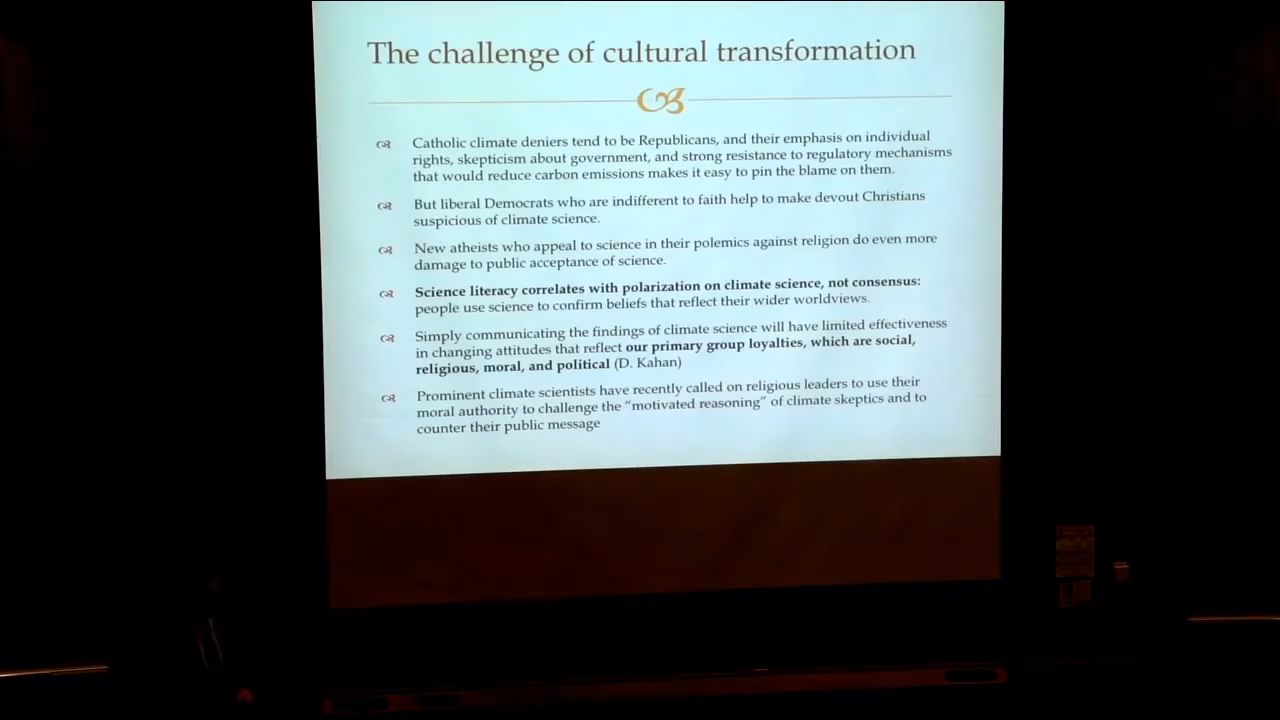 The challenge of cultural transformation
Catholic climate deniers tend to be Republicans, and their emphasis on individual
rights, skepticism about government, and strong resistance to regulatory mechanisms
that would reduce carbon emissions makes it easy to pin the blame on them.
But liberal Democrats who are indifferent to faith help to make devout Christians
suspicious of climate science.
New atheists who appeal to science in their polemics against religion do even more
damage to public acceptance of science.
Science literacy correlates with polarization on climate science, not consensus:
people use science to confirm beliefs that reflect their wider worldviews.
Simply communicating the findings of climate science will have limited effectiveness
in changing attitudes that reflect our primary group loyalties, which are social,
religious, moral, and political (D. Kahan)
Prominent climate scientists have recently called on religious leaders to use their
moral authority to challenge the “motivated reasoning” of climate skeptics and to
counter their public message